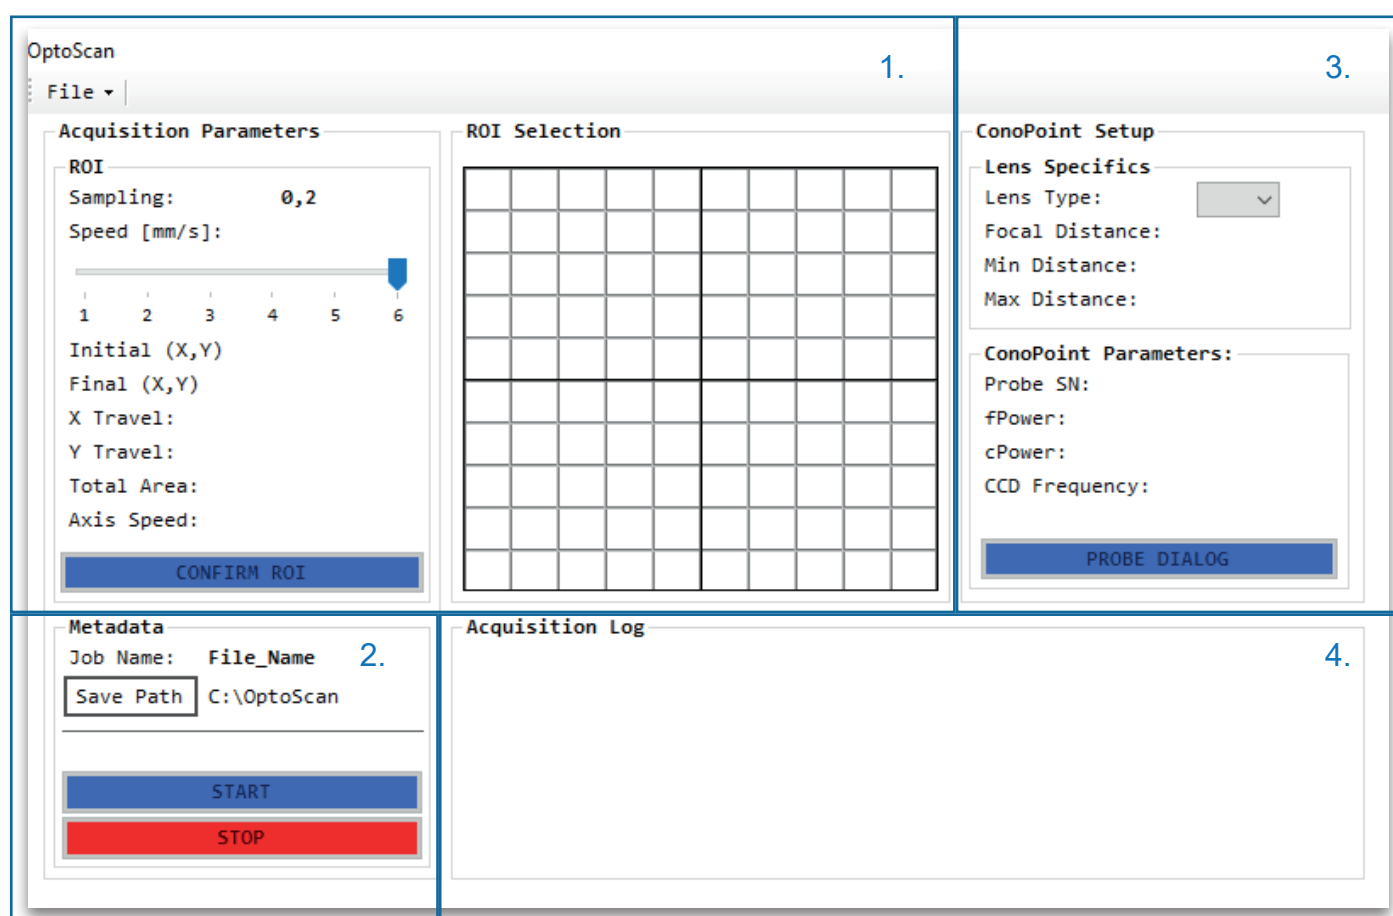 OptoScan
1.
3.
File
Acquisition Parameters
ROI
Sampling: 0,2
Speed [mm/s]:
1 2 3 4 5 6
Initial (X,Y)
Final (X,Y)
X Travel:
Y Travel:
Total Area:
Axis Speed:
CONFIRM ROI
ROI Selection
ConoPoint Setup
Lens Specifics
Lens Type:
Focal Distance:
Min Distance:
Max Distance:
ConoPoint Parameters:
Probe SN:
fPower:
cPower:
CCD Frequency:
PROBE DIALOG
Metadata
Job Name: File_Name
2.
Save Path C:\OptoScan
START
STOP
Acquisition Log
4.